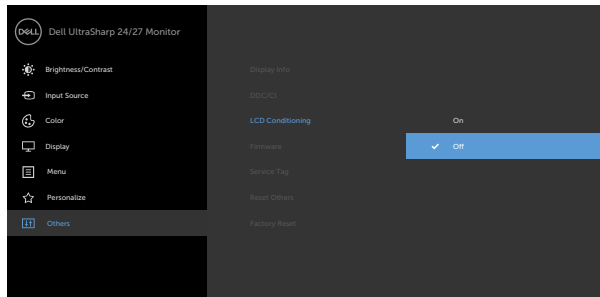 DELL
Dell UltraSharp 24/27 Monitor
Brightness/Contrast
Input Source
Color
Display
Menu
Personalize
Others
Display Info
DDC/CI
LCD Conditioning
Firmware
Service Tag
Reset Others
Factory Reset
On
Off